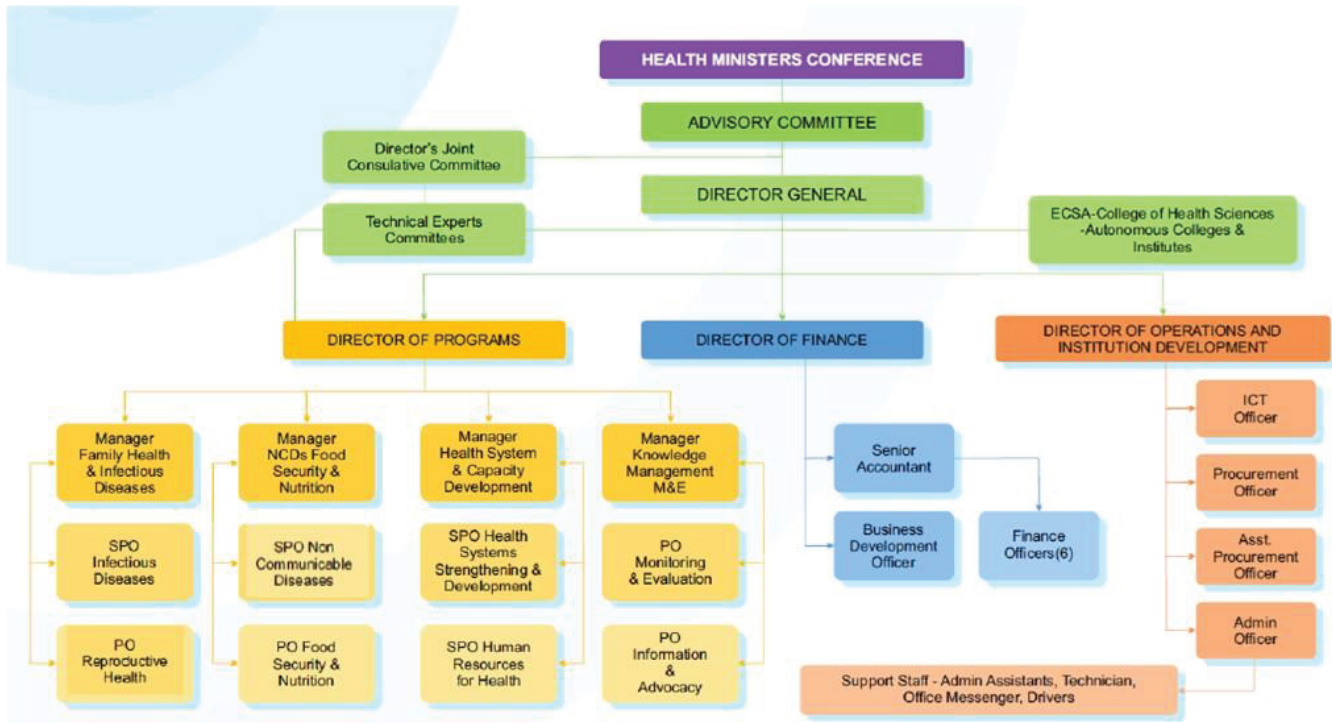 HEALTH MINISTERS CONFERENCE
ADVISORY COMMITTEE
Director's Joint
Consulative Committee
DIRECTOR GENERAL
Technical Experts
Committees
ECSA-College of Health Sciences
-Autonomous Colleges &
Institutes
DIRECTOR OF PROGRAMS
DIRECTOR OF FINANCE
DIRECTOR OF OPERATIONS AND
INSTITUTION DEVELOPMENT
Manager
Family Health
& Infectious
Diseases
Manager
NCDs Food
Security &
Nutrition
Manager
Health System
& Capacity
Development
Manager
Knowledge
Management
M&E
Senior
Accountant
ICT
Officer
Procurement
Officer
SPO
Infectious
Diseases
SPO Non
Communicable
Diseases
SPO Health
Systems
Strengthening &
Development
PO
Monitoring
& Evaluation
Business
Development
Officer
Finance
Officers(6)
Asst.
Procurement
Officer
PO
Reproductive
Health
PO Food
Security &
Nutrition
SPO Human
Resources
for Health
PO
Information
&
Advocacy
Admin
Officer
Support Staff - Admin Assistants, Technician,
Office Messenger, Drivers